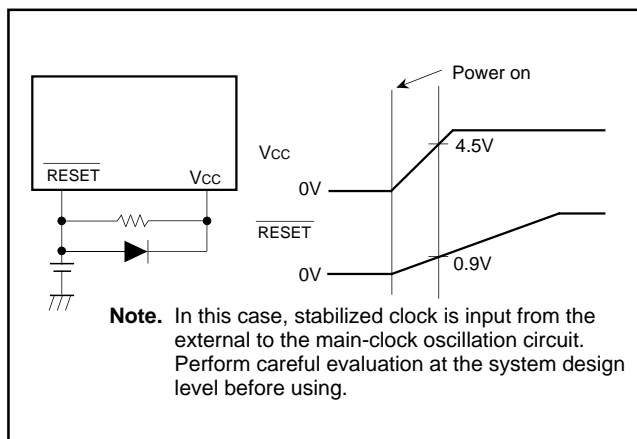 Power on
RESET
Vcc
Vcc
4.5V
0V
RESET
0.9V
0V
Note. In this case, stabilized clock is input from the
external to the main-clock oscillation circuit.
Perform careful evaluation at the system design
level before using.